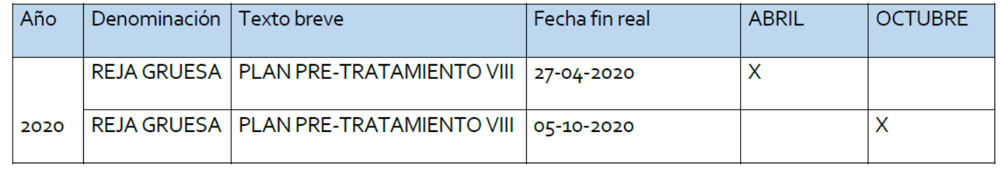 Año Denominación Texto breve Fecha fin real ABRIL OCTUBRE
REJA GRUESA PLAN PRE-TRATAMIENTO VIII 27-04-2020 X
2020 REJA GRUESA PLAN PRE-TRATAMIENTO VIII 05-10-2020 X